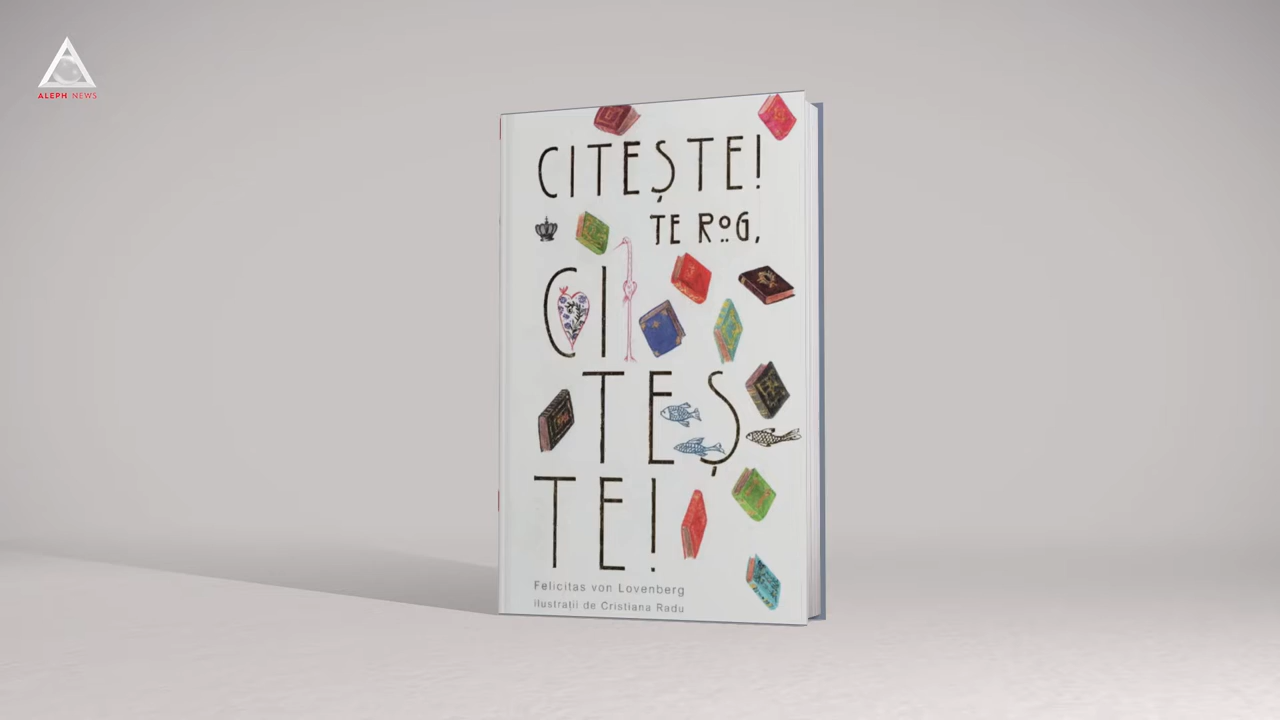 ALEPH NEWS
CITEȘTE!
TE ROG,
CI
TEȘ
TE!
Felicitas von Lovenberg
ilustrații de Cristiana Radu